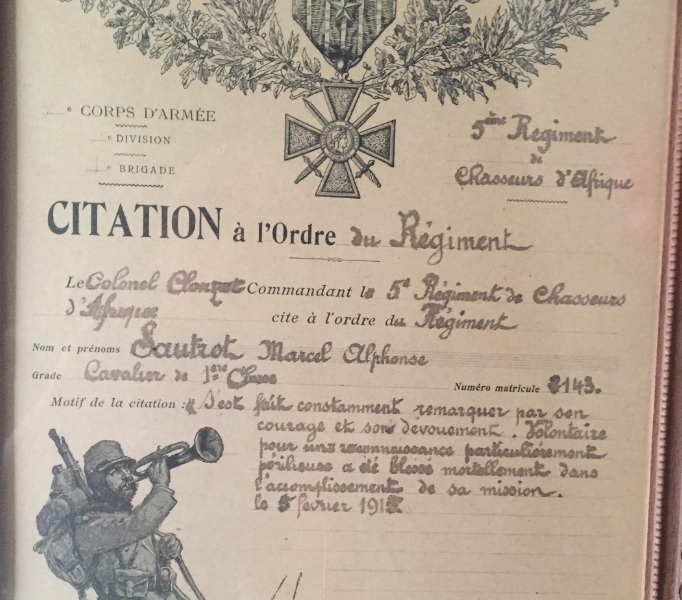 ° CORPS D'ARMÉE
° DIVISION
° BRIGADE
5ème Régiment
de
Chasseurs d'Afrique
CITATION à l'Ordre du Régiment
Le Colonel Commandant le 5e Régiment de Chasseurs
d'Afrique
cite à l'ordre du Régiment
Nom et prénoms Sautrot Marcel Alphonse
Grade Cavalier de 1ère Classe
Numéro matricule 143.
Motif de la citation : "S'est fait constamment remarquer par son
courage et son dévouement. Volontaire
pour une reconnaissance particulièrement
périlleuse a été blessé mortellement dans
l'accomplissement de sa mission.
le 5 février